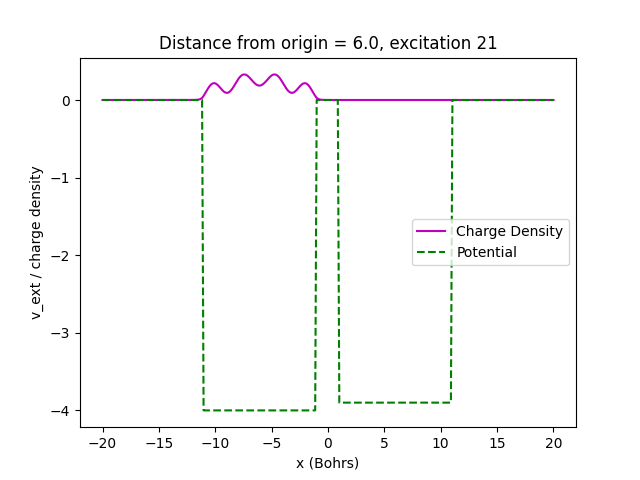 Distance from origin = 6.0, excitation 21
v_ext / charge density
0
−1
−2
−3
−4
Charge Density
Potential
−20 −15 −10 −5 0 5 10 15 20
x (Bohrs)